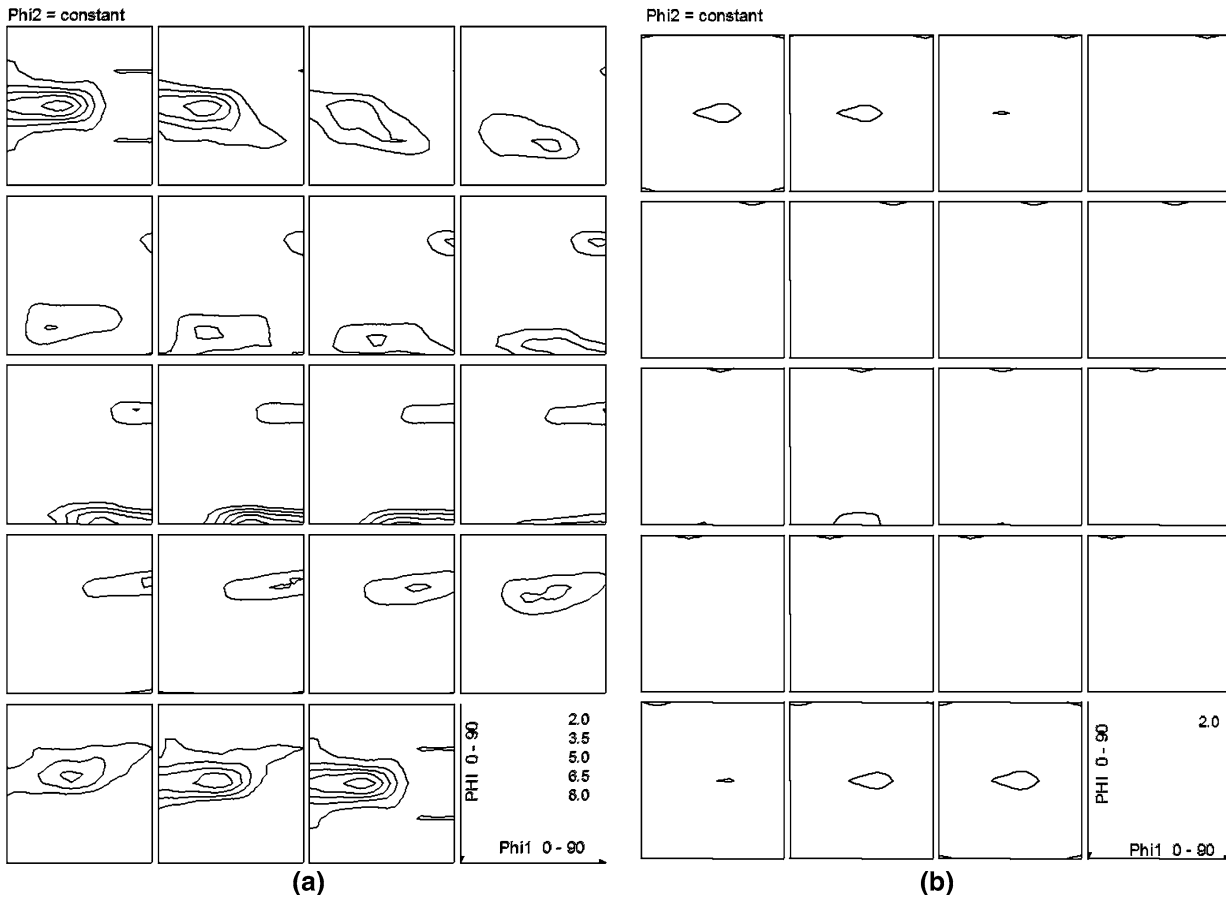 Phi2 = constant
PHI 0 - 90
2.0
3.5
5.0
6.5
8.0
Phi1 0 - 90
(a)
Phi2 = constant
PHI 0 - 90
2.0
Phi1 0 - 90
(b)